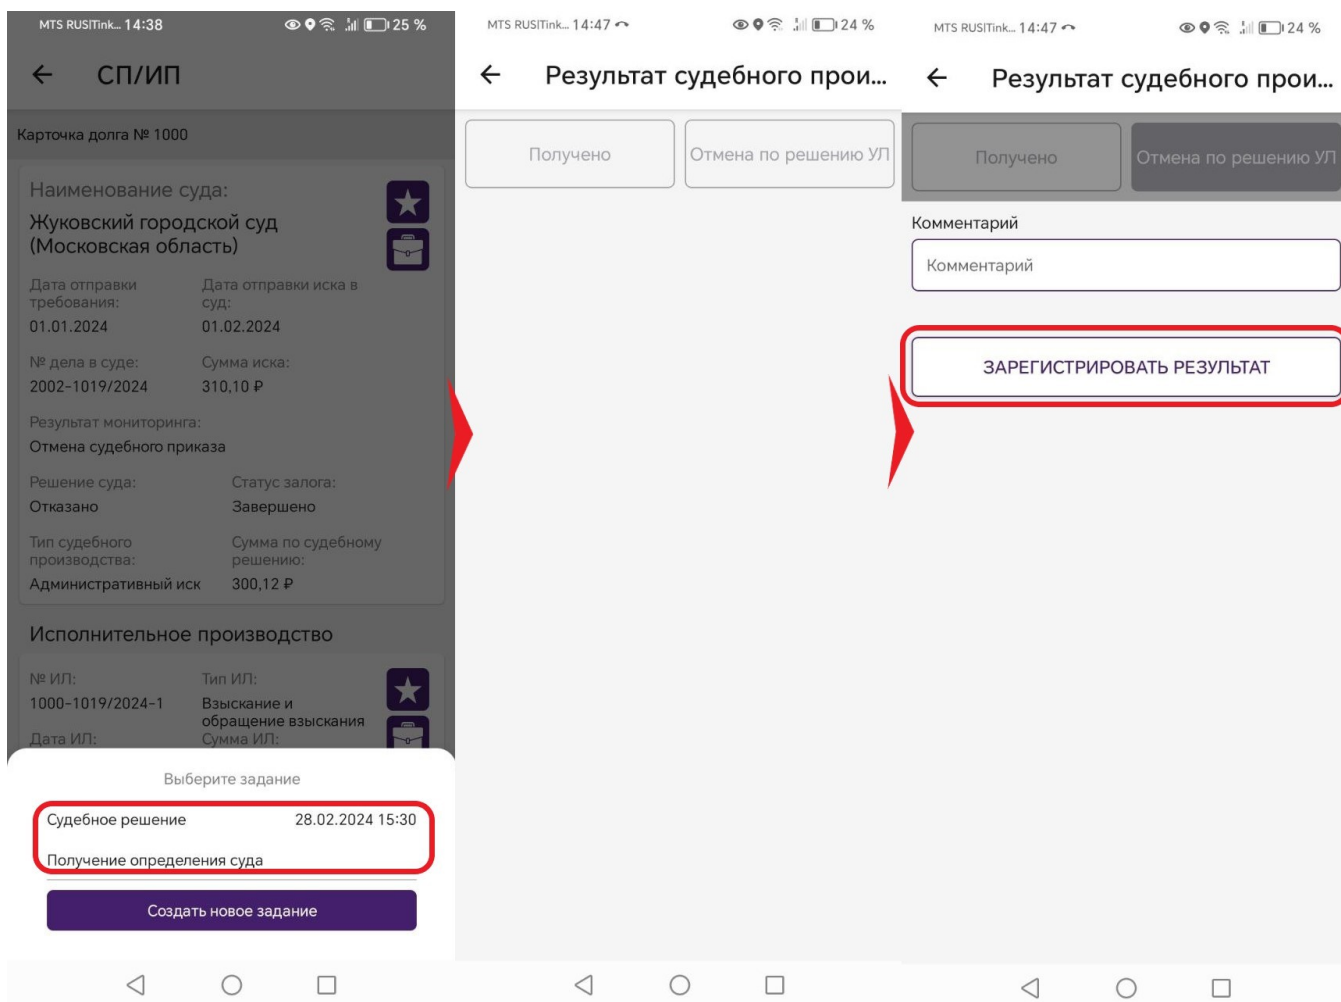 MTS RUS|Tink... 14:38 25 %
СП/ИП
Карточка долга № 1000
Наименование суда:
Жуковский городской суд
(Московская область)
Дата отправки требования: Дата отправки иска в суд:
01.01.2024 01.02.2024
№ дела в суде: Сумма иска:
2002-1019/2024 310,10 ₽
Результат мониторинга:
Отмена судебного приказа
Решение суда: Статус залога:
Отказано Завершено
Тип судебного производства: Сумма по судебному решению:
Административный иск 300,12 ₽
Исполнительное производство
№ ИЛ: Тип ИЛ:
1000-1019/2024-1 Взыскание и
обращение взыскания
Дата ИЛ: Сумма ИЛ:
Выберите задание
Судебное решение 28.02.2024 15:30
Получение определения суда
Создать новое задание
MTS RUS|Tink... 14:47 24 %
Результат судебного прои...
Получено Отмена по решению УЛ
MTS RUS|Tink... 14:47 24 %
Результат судебного прои...
Получено Отмена по решению УЛ
Комментарий
Комментарий
ЗАРЕГИСТРИРОВАТЬ РЕЗУЛЬТАТ